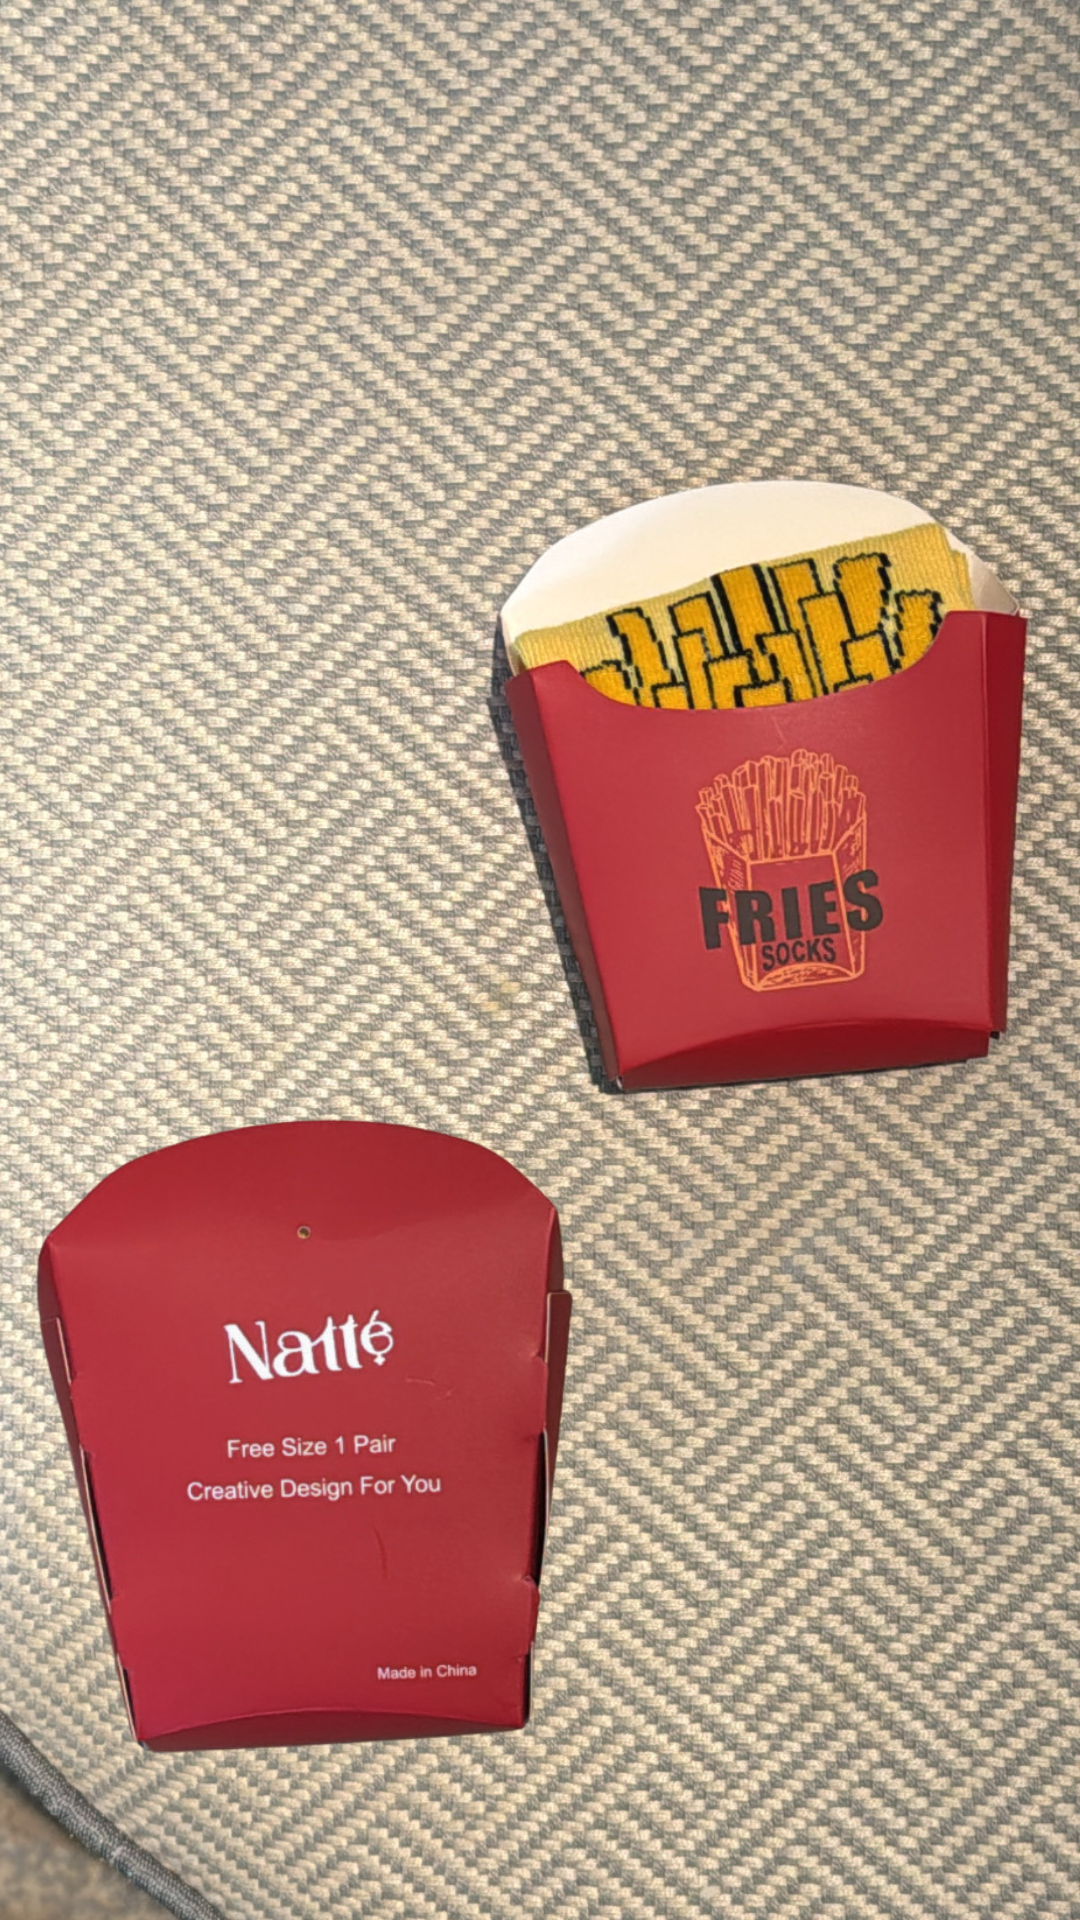 FRIES
SOCKS
Natté
Free Size 1 Pair
Creative Design For You
Made in China